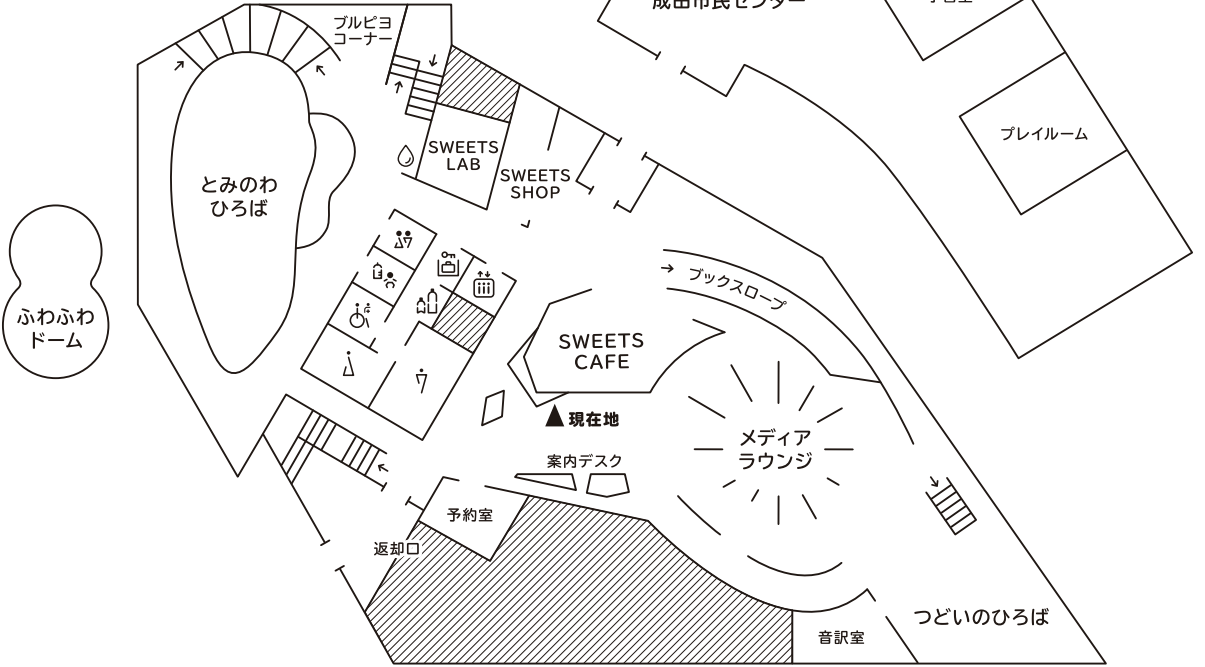 成田市民センター
ブルピヨ
コーナー
プレイルーム
SWEETS
LAB
SWEETS
SHOP
とみのわ
ひろば
ふわふわ
ドーム
ブックスロープ
SWEETS
CAFE
現在地
メディア
ラウンジ
案内デスク
予約室
返却口
つどいのひろば
音訳室